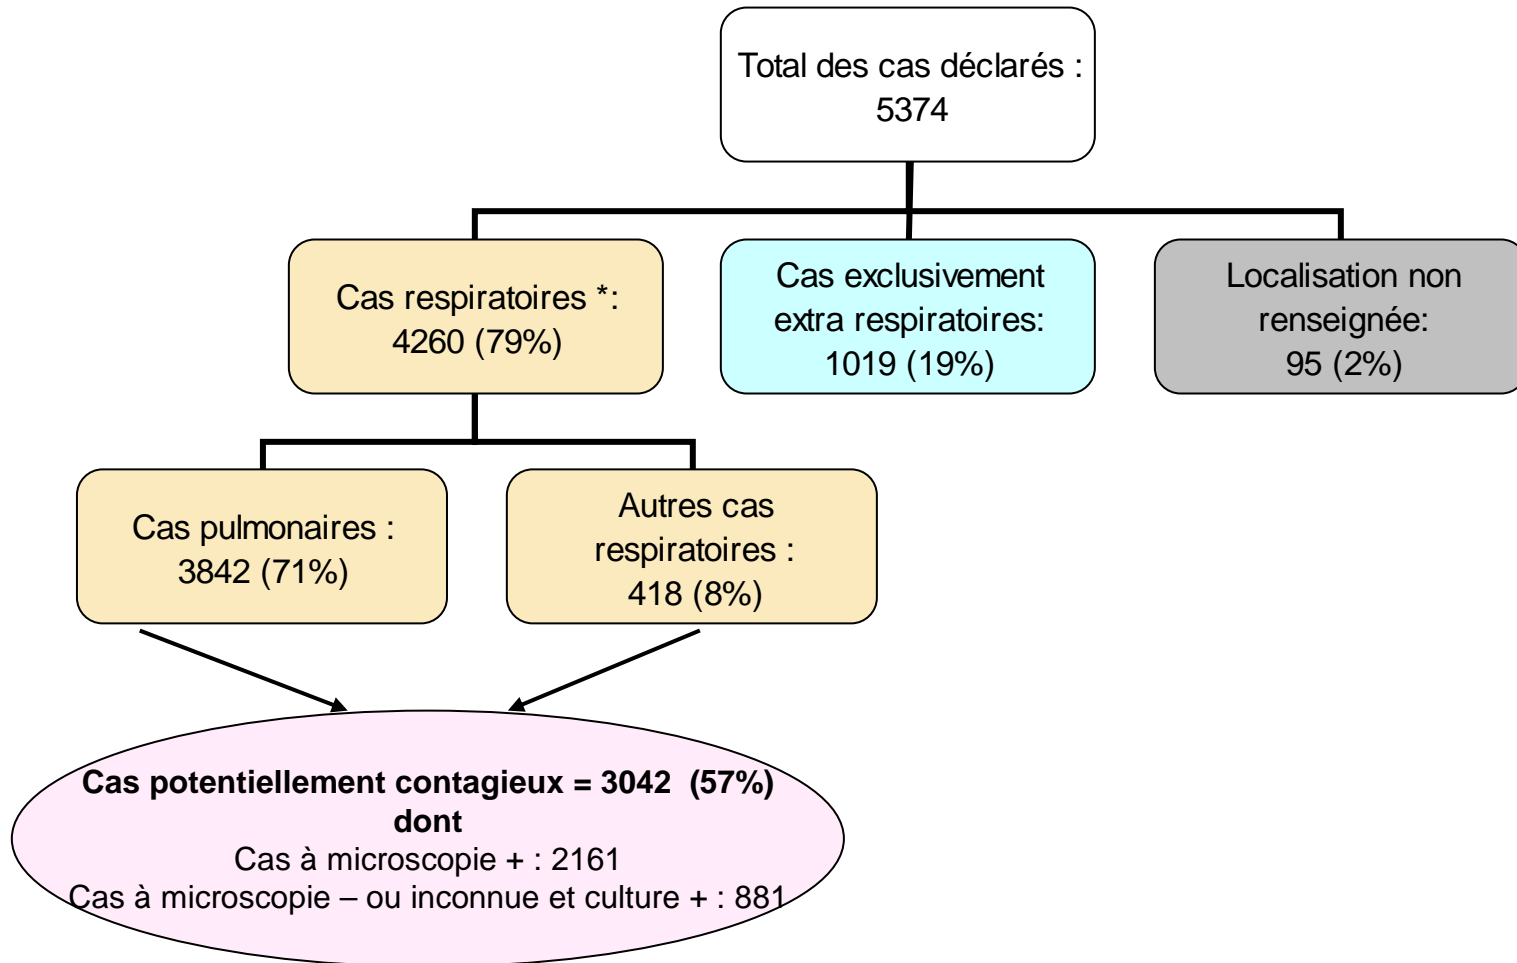 Total des cas déclarés :
5374
Cas respiratoires *:
4260 (79%)
Cas exclusivement
extra respiratoires:
1019 (19%)
Localisation non
renseignée:
95 (2%)
Cas pulmonaires :
3842 (71%)
Autres cas
respiratoires :
418 (8%)
Cas potentiellement contagieux = 3042 (57%)
dont
Cas à microscopie + : 2161
Cas à microscopie – ou inconnue et culture + : 881